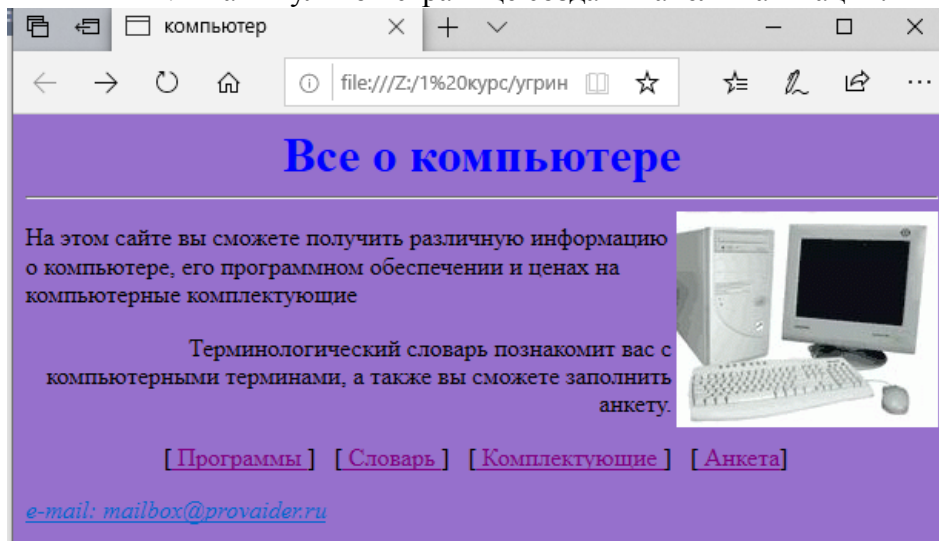 компьютер
file:///Z:/1%20курс/угрин
Все о компьютере
На этом сайте вы сможете получить различную информацию
о компьютере, его программном обеспечении и ценах на
компьютерные комплектующие
Терминологический словарь познакомит вас с
компьютерными терминами, а также вы сможете заполнить
анкету.
[ Программы ] [ Словарь ] [ Комплектующие ] [ Анкета]
e-mail: mailbox@provaider.ru